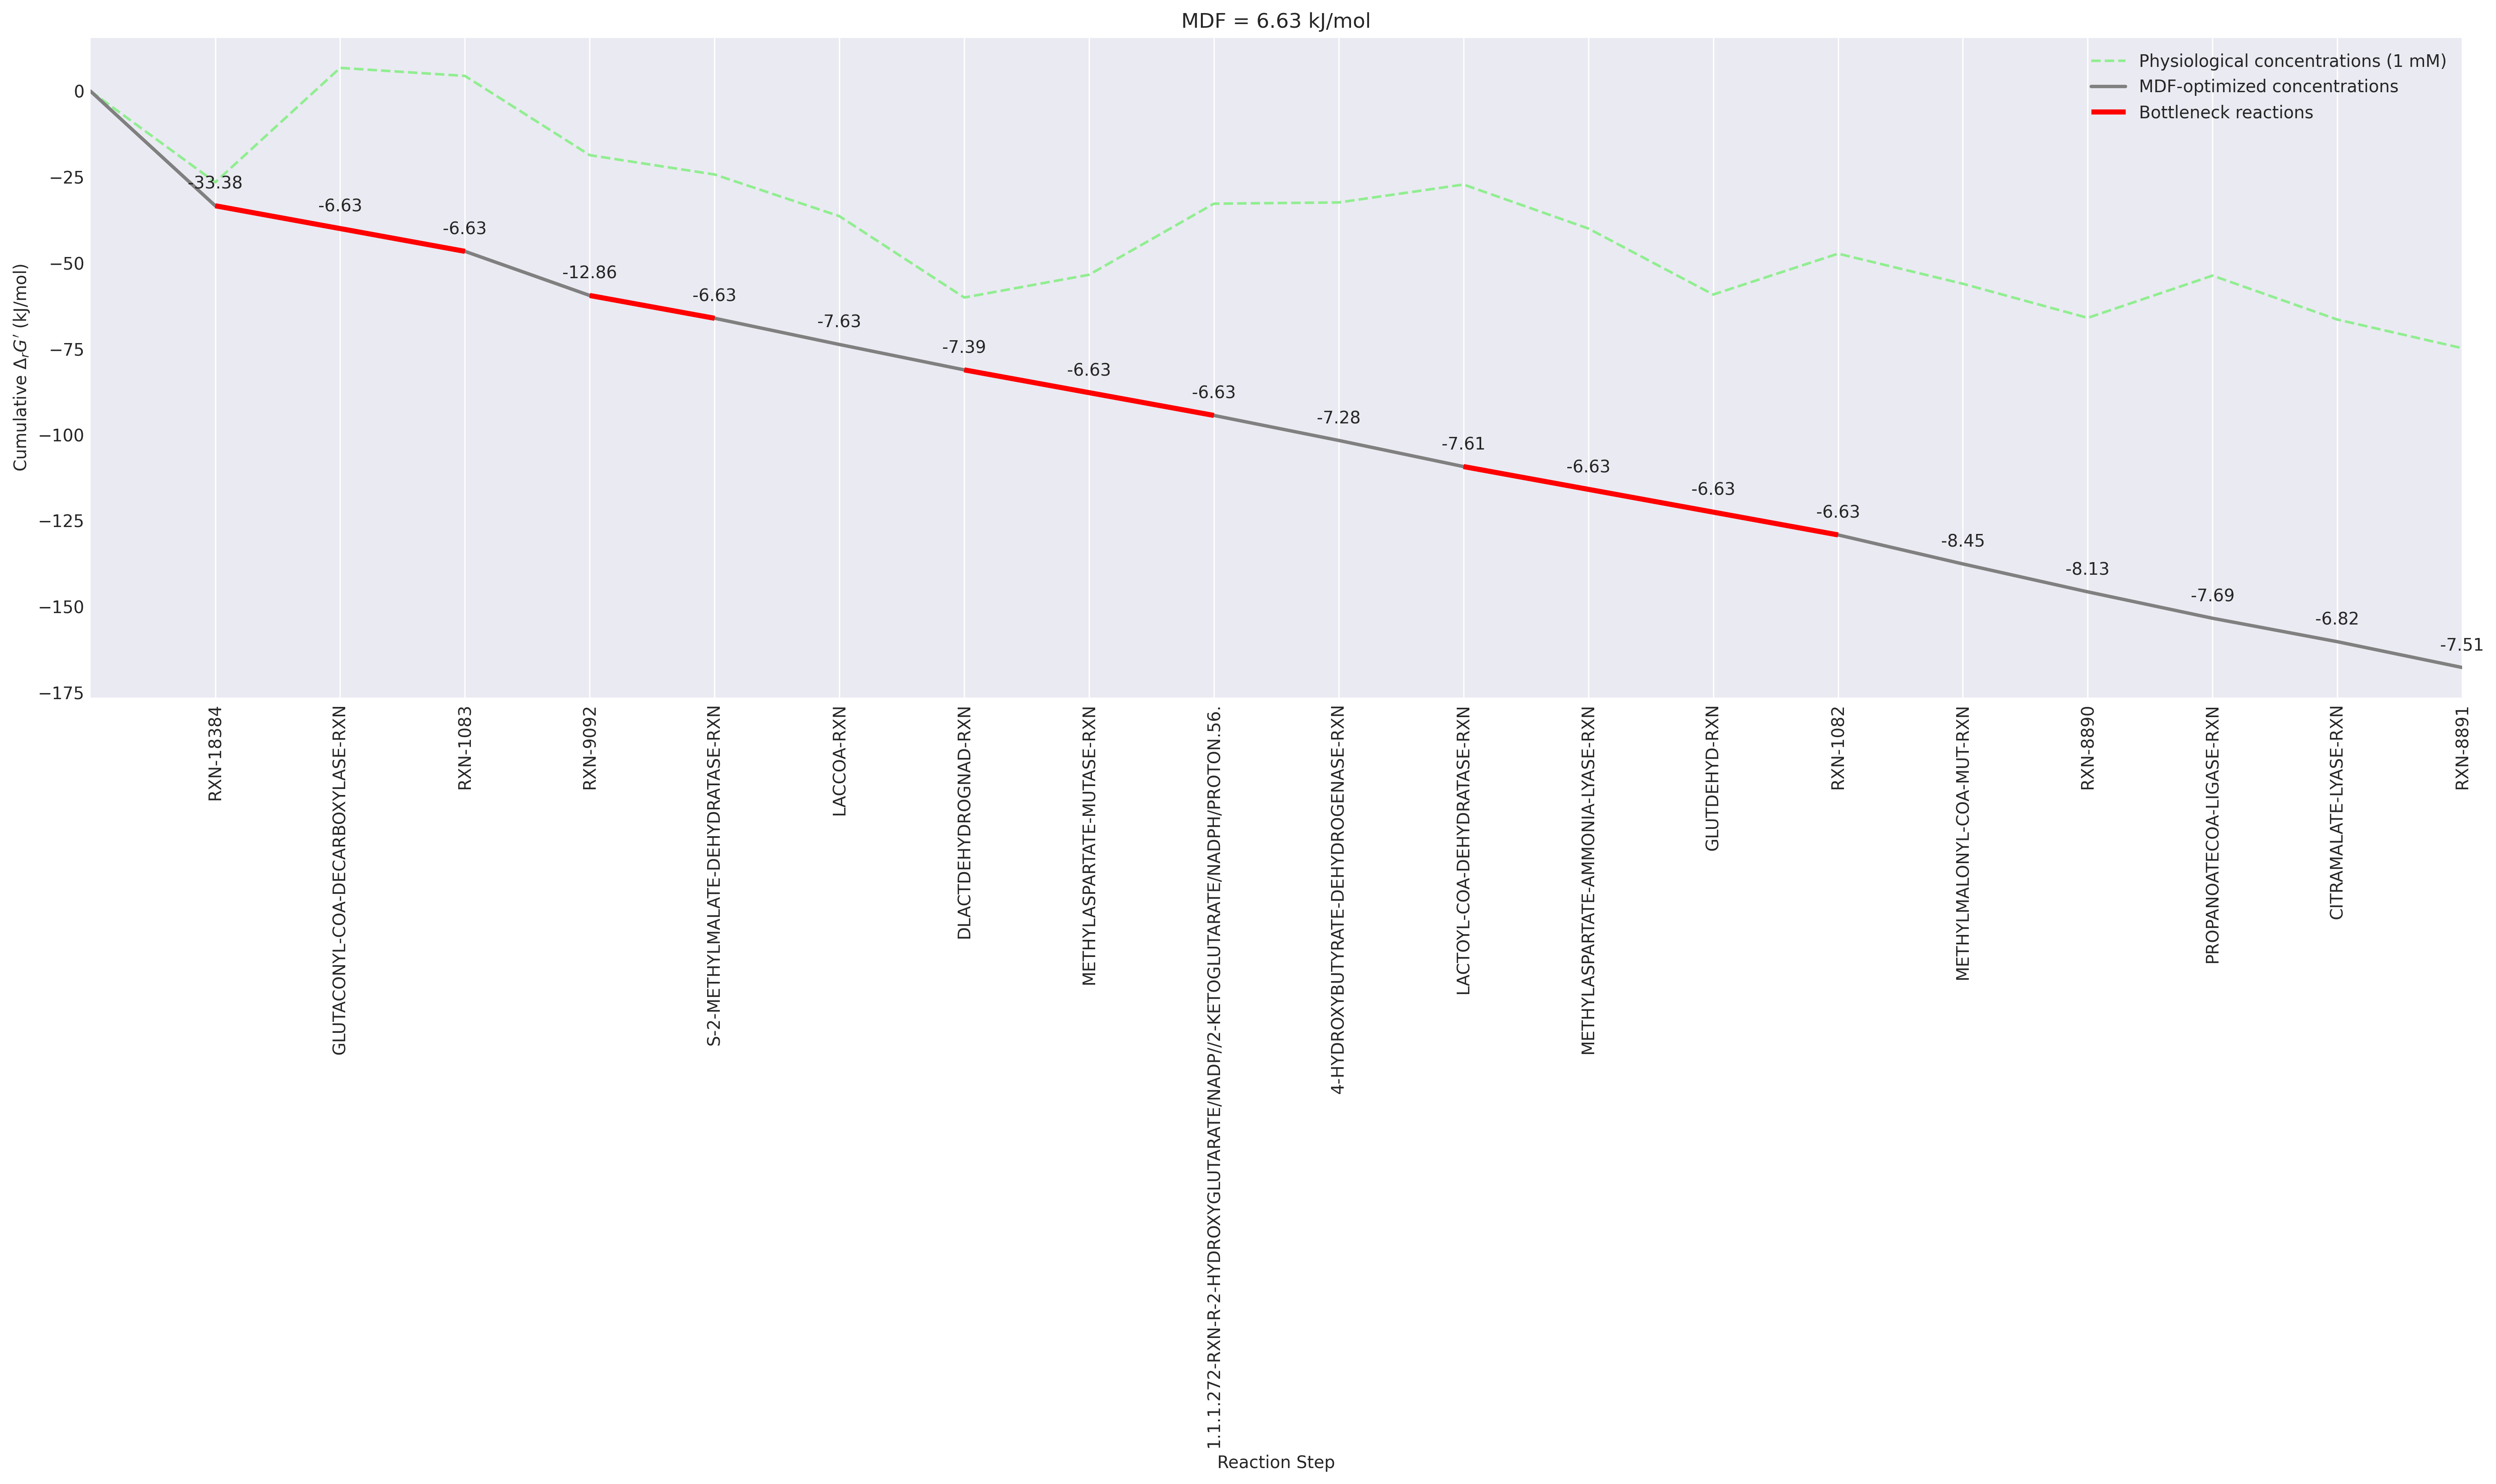 MDF = 6.63 kJ/mol
Physiological concentrations (1 mM)
MDF-optimized concentrations
Bottleneck reactions
Cumulative ΔrG′ (kJ/mol)
0
−25
−50
−75
−100
−125
−150
−175
-33.38
-6.63
-6.63
-12.86
-6.63
-7.63
-7.39
-6.63
-6.63
-7.28
-7.61
-6.63
-6.63
-6.63
-8.45
-8.13
-7.69
-6.82
-7.51
RXN-18384
GLUTACONYL-COA-DECARBOXYLASE-RXN
RXN-1083
RXN-9092
S-2-METHYLMALATE-DEHYDRATASE-RXN
LACCOA-RXN
DLACTDEHYDROGNAD-RXN
METHYLASPARTATE-MUTASE-RXN
1.1.1.272-RXN-R-2-HYDROXYGLUTARATE/NADP//2-KETOGLUTARATE/NADPH/PROTON.56.
4-HYDROXYBUTYRATE-DEHYDROGENASE-RXN
LACTOYL-COA-DEHYDRATASE-RXN
METHYLASPARTATE-AMMONIA-LYASE-RXN
GLUTDEHYD-RXN
RXN-1082
METHYLMALONYL-COA-MUT-RXN
RXN-8890
PROPANOATECOA-LIGASE-RXN
CITRAMALATE-LYASE-RXN
RXN-8891
Reaction Step